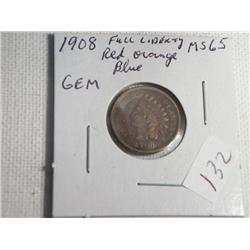 1908 Full LIBERTY MS65
Red orange
Blue
GEM
132